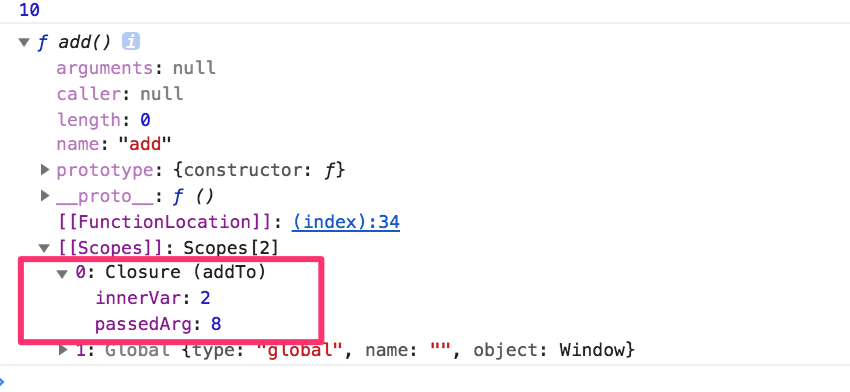 10
▼ ƒ add() i
arguments: null
caller: null
length: 0
name: "add"
▶ prototype: {constructor: ƒ}
▶ __proto__: ƒ ()
[[FunctionLocation]]: (index):34
▼ [[Scopes]]: Scopes[2]
▼ 0: Closure (addTo)
innerVar: 2
passedArg: 8
▶ 1: Global {type: "global", name: "", object: Window}